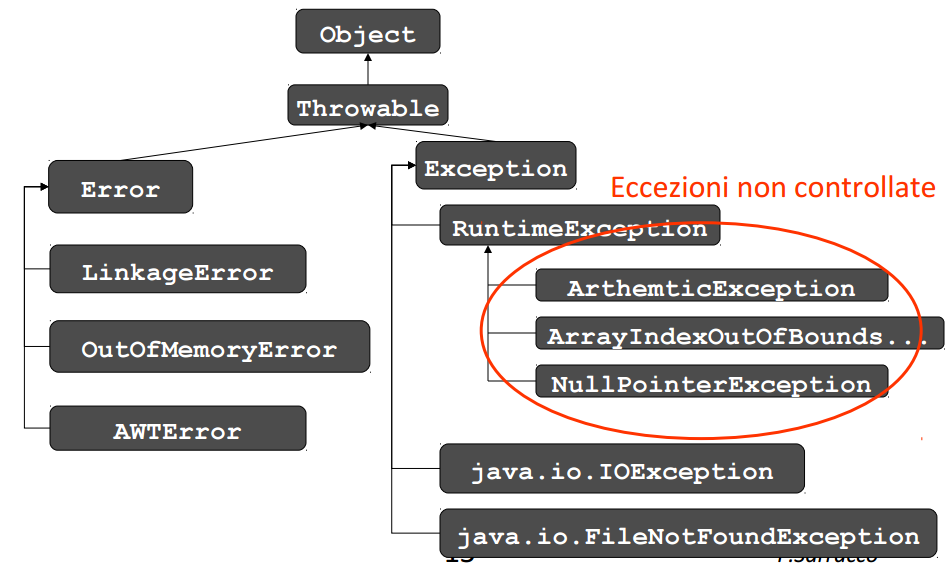 Object
Throwable
Error
Exception
Eccezioni non controllate
RuntimeException
LinkageError
ArthemticException
OutOfMemoryError
ArrayIndexOutOfBounds...
NullPointerException
AWTError
java.io.IOException
java.io.FileNotFoundException